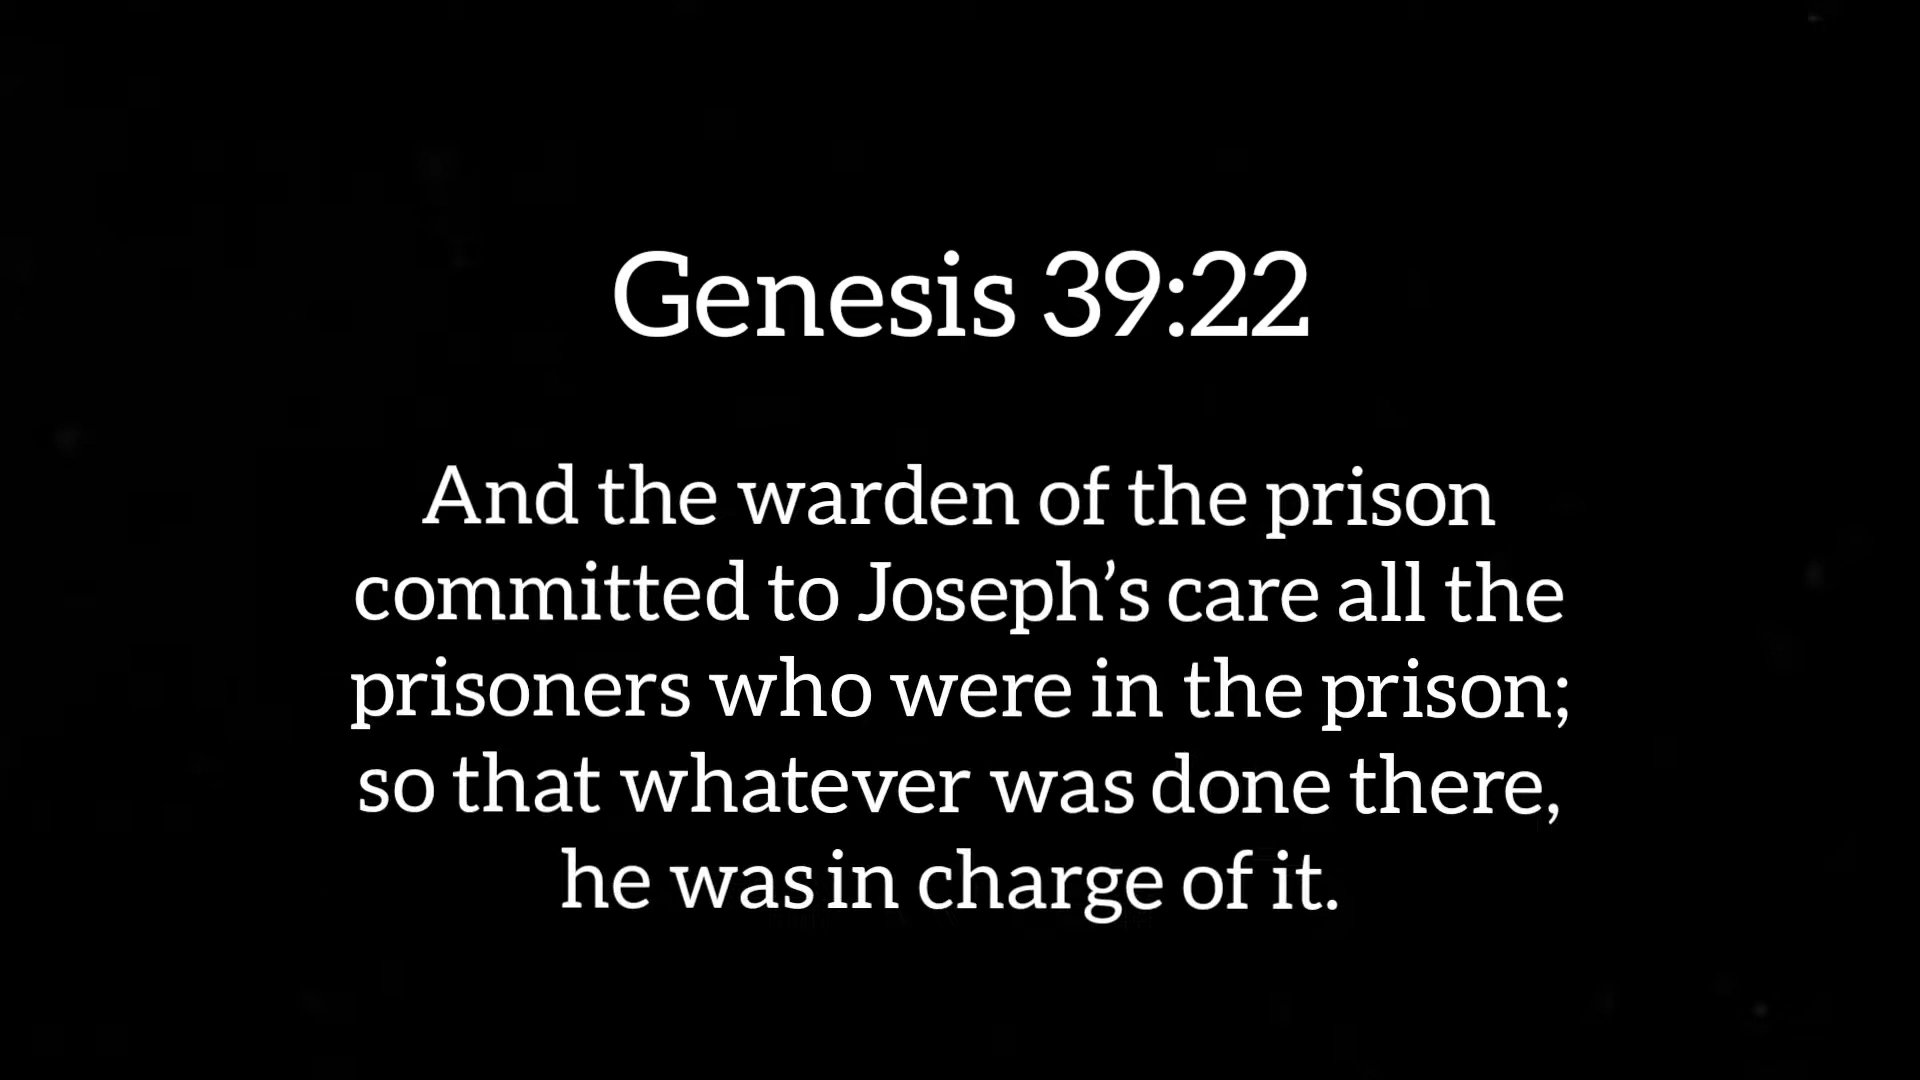 Genesis 39:22
And the warden of the prison
committed to Joseph’s care all the
prisoners who were in the prison;
so that whatever was done there,
he was in charge of it.